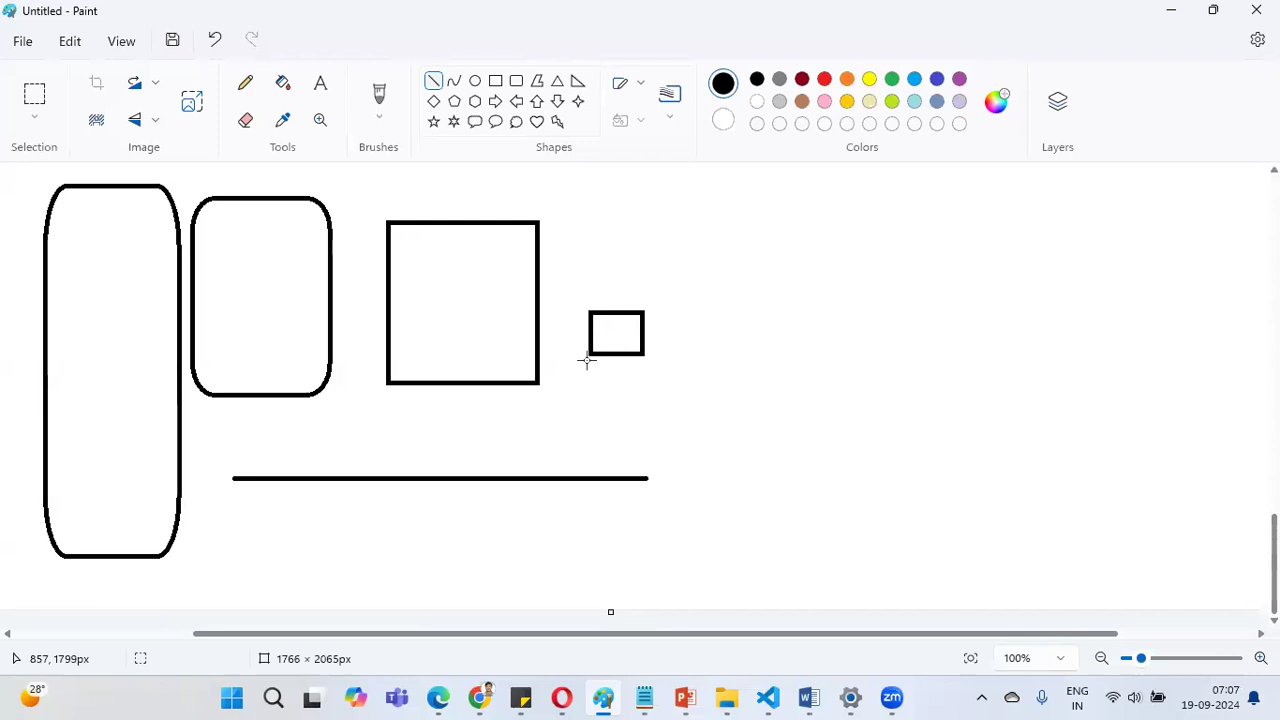 Untitled - Paint
File Edit View
Selection Image Tools Brushes Shapes Colors Layers
857, 1799px 1766 × 2065px 100%
28° ENG 07:07
IN 19-09-2024